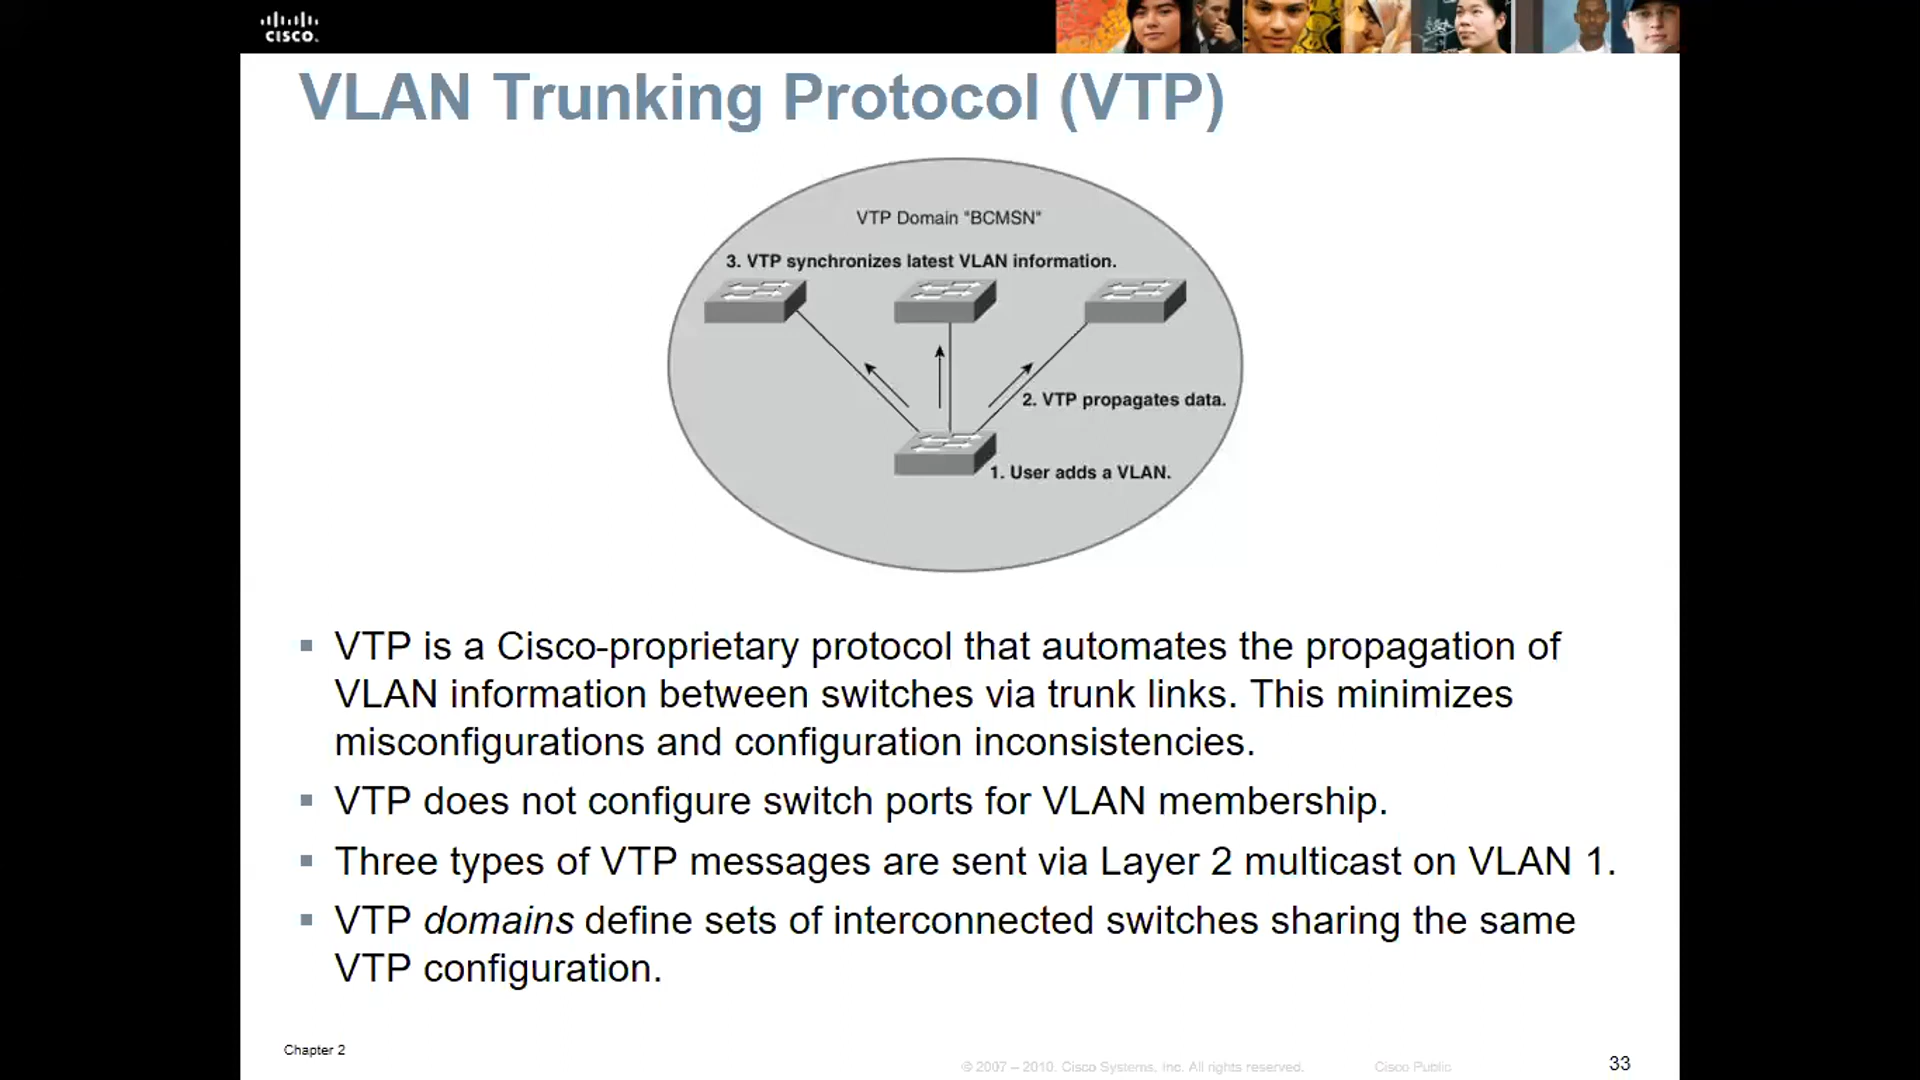 CISCO.
VLAN Trunking Protocol (VTP)
VTP Domain "BCMSN"
3. VTP synchronizes latest VLAN information.
2. VTP propagates data.
1. User adds a VLAN.
VTP is a Cisco-proprietary protocol that automates the propagation of
VLAN information between switches via trunk links. This minimizes
misconfigurations and configuration inconsistencies.
VTP does not configure switch ports for VLAN membership.
Three types of VTP messages are sent via Layer 2 multicast on VLAN 1.
VTP domains define sets of interconnected switches sharing the same
VTP configuration.
Chapter 2
© 2007 – 2010, Cisco Systems, Inc. All rights reserved.
Cisco Public
33